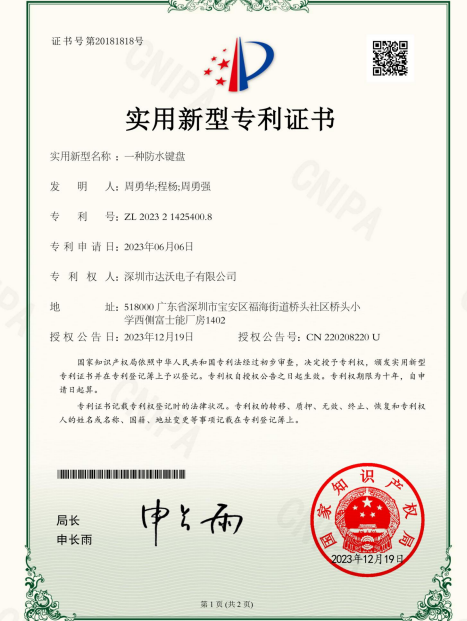 证书号第20181818号
实用新型专利证书
实用新型名称：一种防水键盘
发 明 人：周勇华;程杨;周勇强
专 利 号：ZL 2023 2 1425400.8
专利申请日：2023年06月06日
专 利 权 人：深圳市达沃电子有限公司
地 址：518000 广东省深圳市宝安区福海街道桥头社区桥头小
学西侧富士能厂房1402
授权公告日：2023年12月19日 授权公告号：CN 220208220 U
国家知识产权局依照中华人民共和国专利法经过初步审查，决定授予专利权，颁发实用新型
专利证书并在专利登记簿上予以登记。专利权自授权公告之日起生效。专利权期限为十年，自申
请日起算。
专利证书记载专利权登记时的法律状况。专利权的转移、质押、无效、终止、恢复和专利权
人的姓名或名称、国籍、地址变更等事项记载在专利登记簿上。
局长
申长雨
申长雨
国家知识产权局
2023年12月19日
第 1 页 (共 2 页)
CNIPA
CNIPA